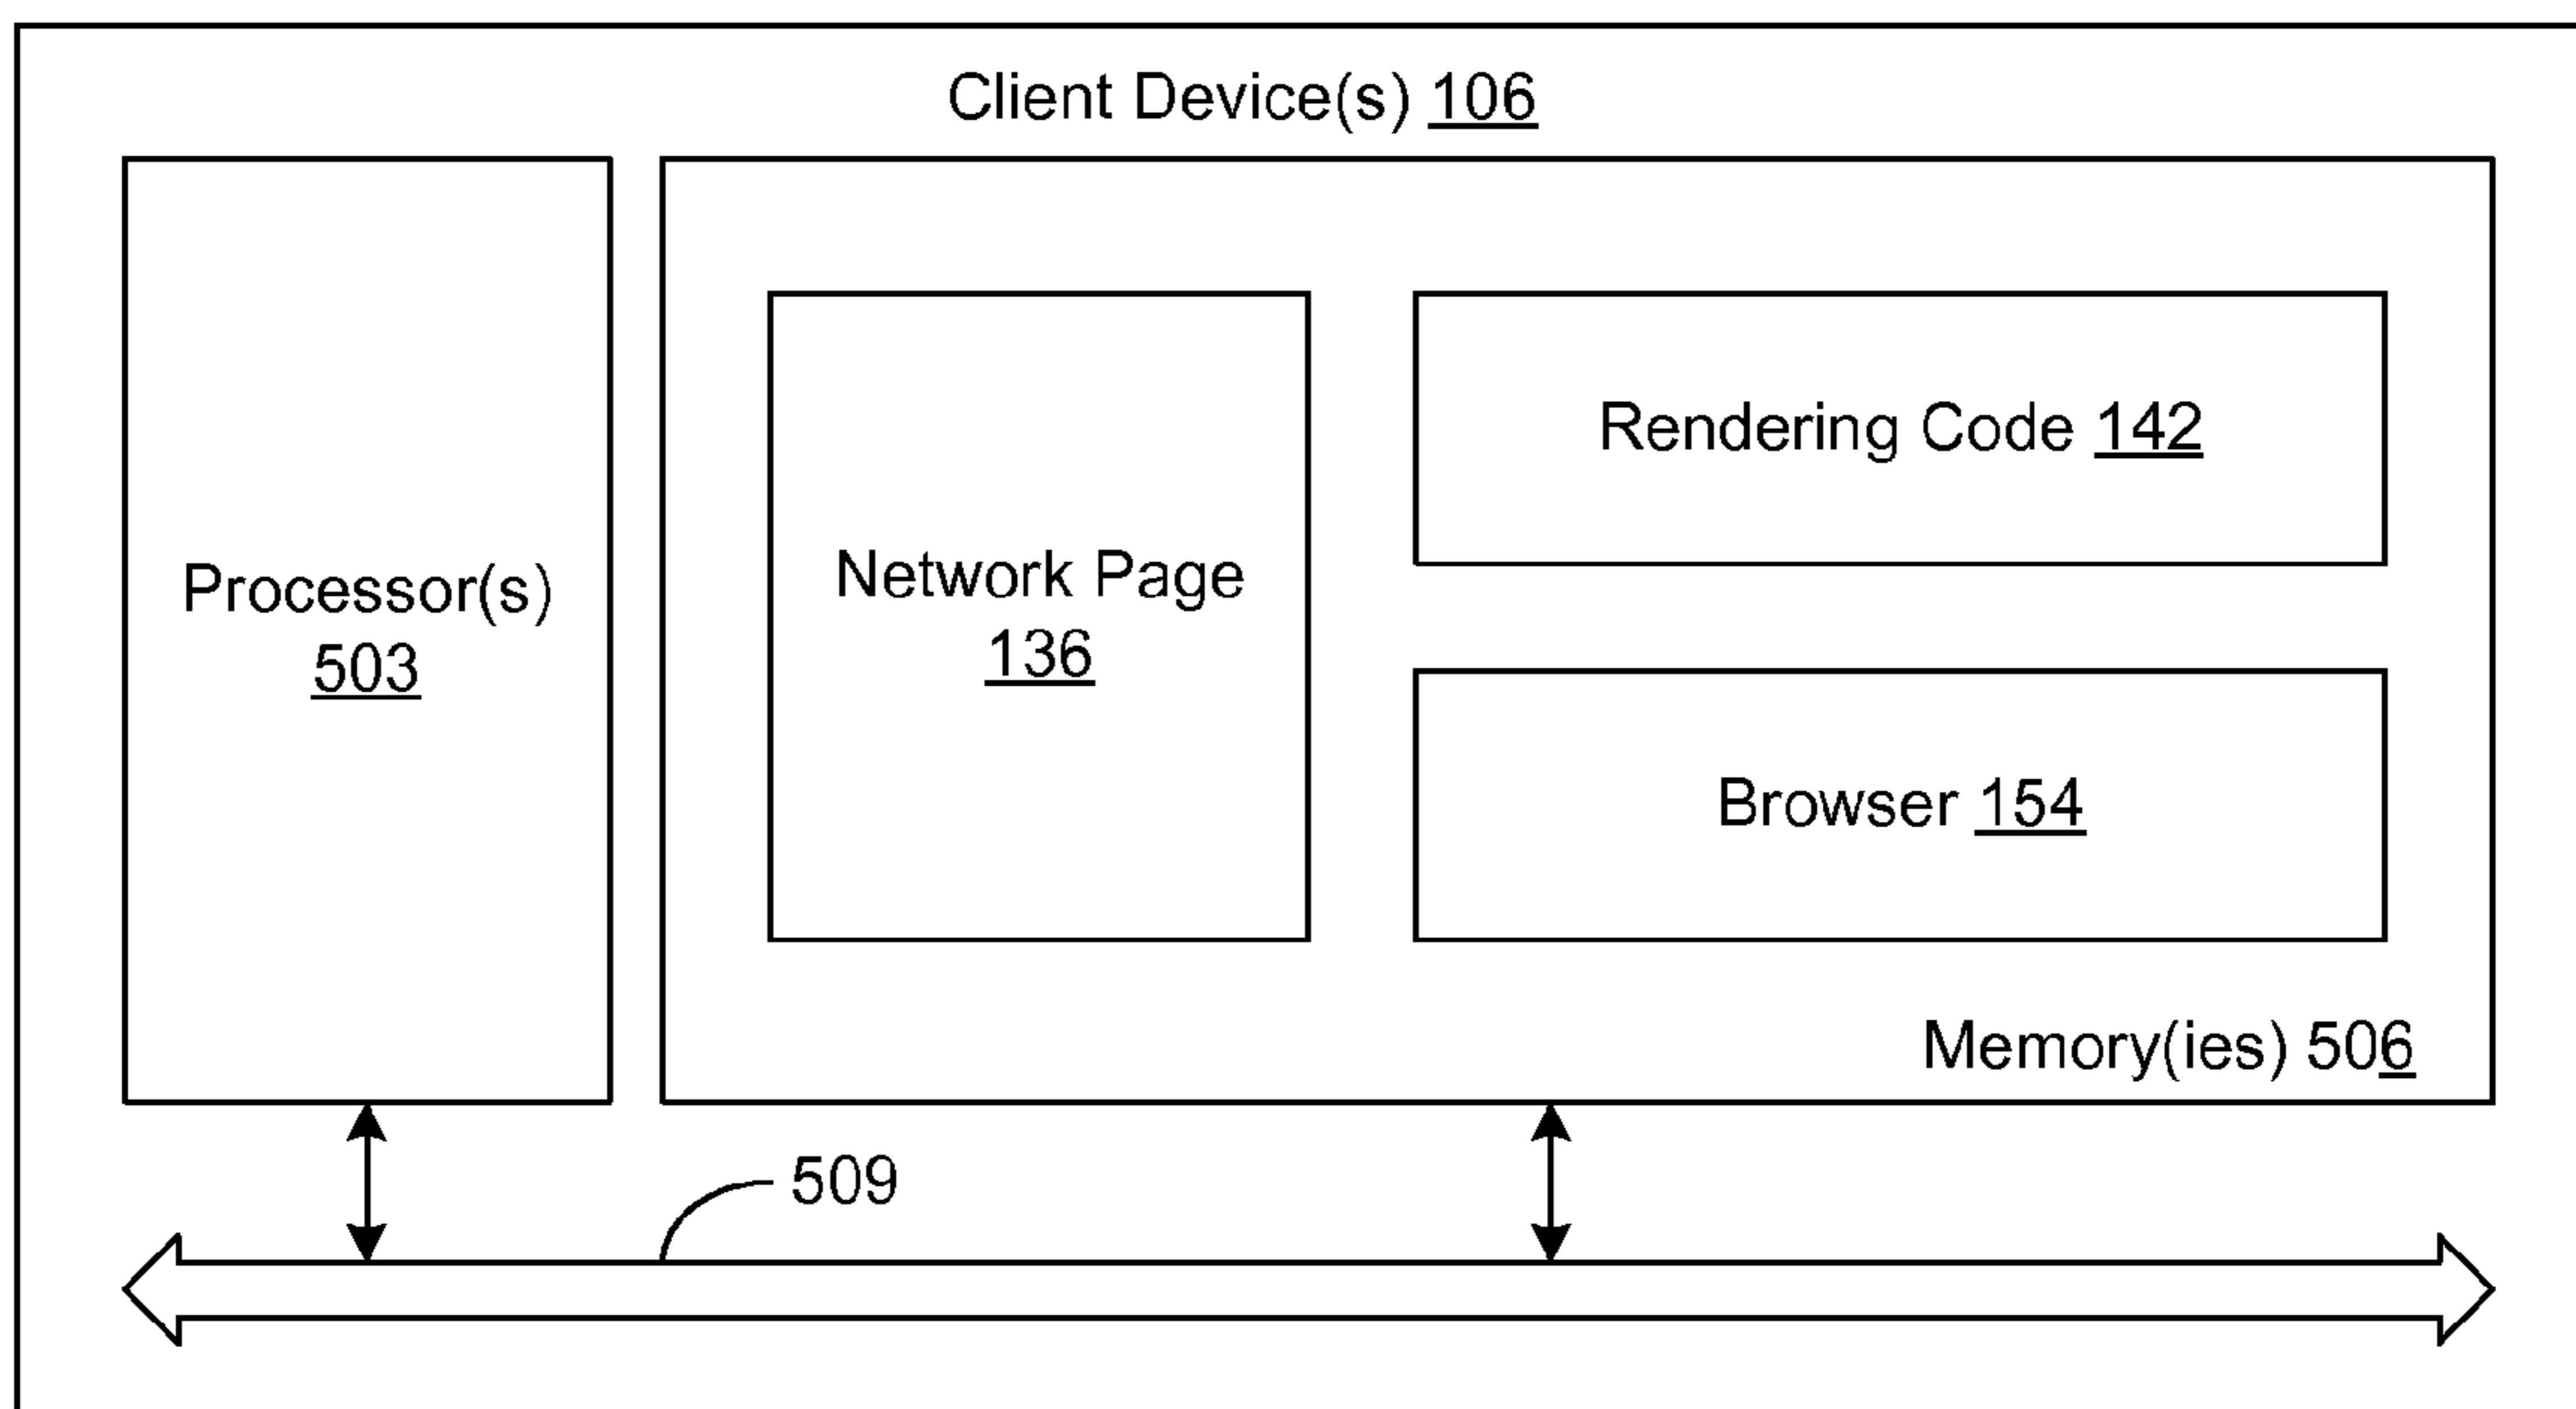 Client Device(s) 106
Processor(s)
503
Network Page
136
Rendering Code 142
Browser 154
Memory(ies) 506
509